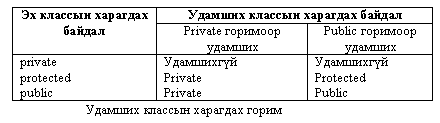 Эх классын харагдах байдал
Удамших классын харагдах байдал
Private горимоор удамших
Public горимоор удамших
private Удамшихгүй Удамшихгүй
protected Private Protected
public Private Public
Удамших классын харагдах горим